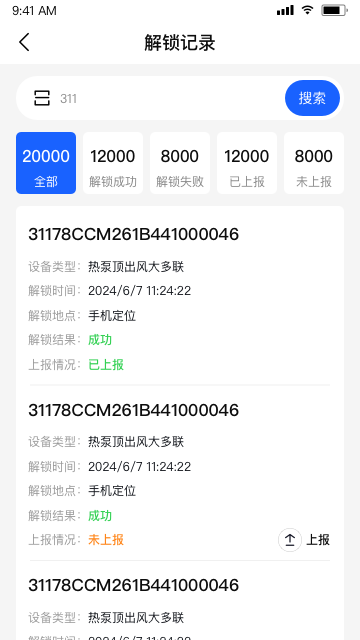 9:41 AM
解锁记录
311
搜索
20000
全部
12000
解锁成功
8000
解锁失败
12000
已上报
8000
未上报
31178CCM261B441000046
设备类型：热泵顶出风大多联
解锁时间：2024/6/7 11:24:22
解锁地点：手机定位
解锁结果：成功
上报情况：已上报
31178CCM261B441000046
设备类型：热泵顶出风大多联
解锁时间：2024/6/7 11:24:22
解锁地点：手机定位
解锁结果：成功
上报情况：未上报
上报
31178CCM261B441000046
设备类型：热泵顶出风大多联
解锁时间：2024/6/7 11:24:22